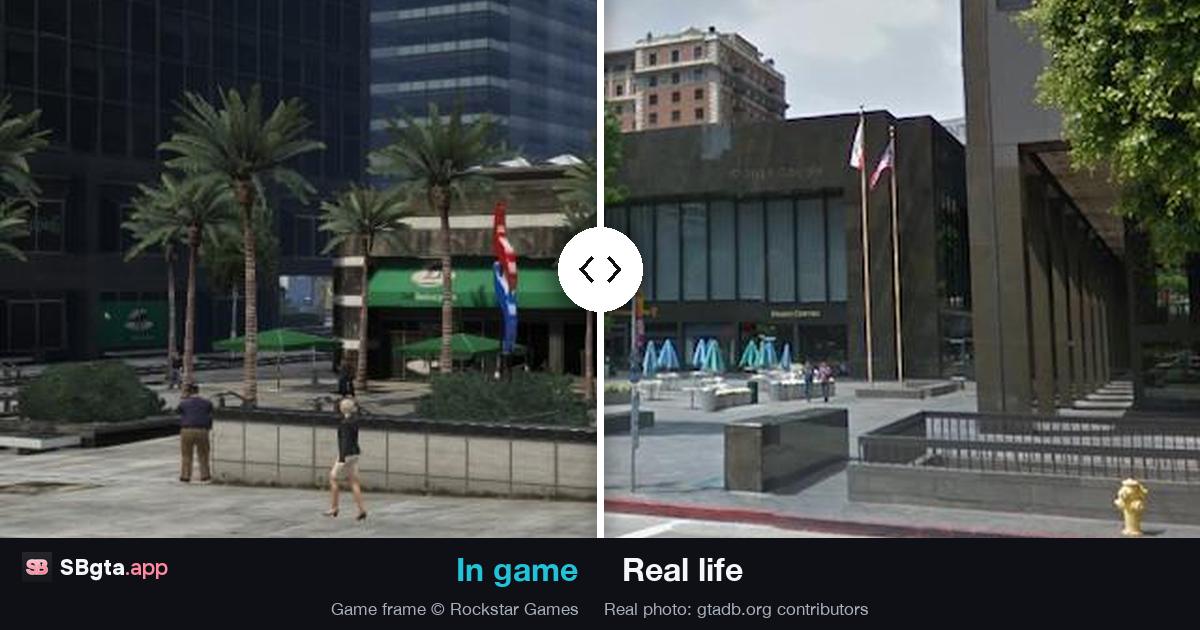 SB SBgta.app
In game
Real life
Game frame © Rockstar Games
Real photo: gtadb.org contributors